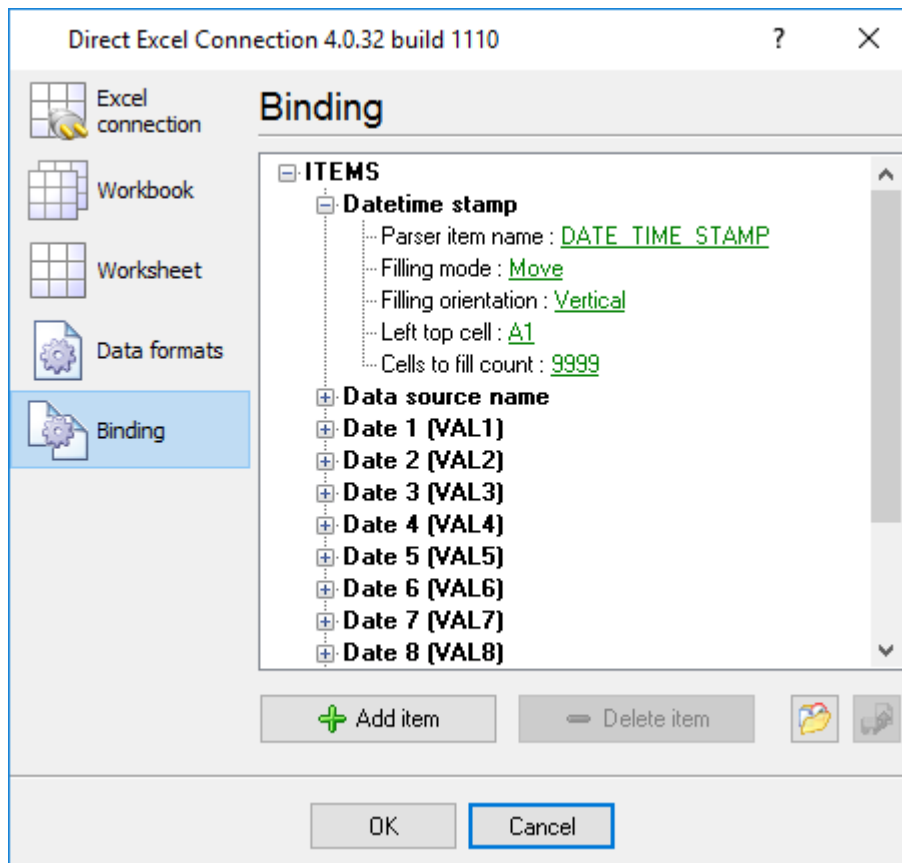 Direct Excel Connection 4.0.32 build 1110
?
Excel
connection
Workbook
Worksheet
Data formats
Binding
Binding
ITEMS
Datetime stamp
Parser item name : DATE_TIME_STAMP
Filling mode : Move
Filling orientation : Vertical
Left top cell : A1
Cells to fill count : 9999
Data source name
Date 1 (VAL1)
Date 2 (VAL2)
Date 3 (VAL3)
Date 4 (VAL4)
Date 5 (VAL5)
Date 6 (VAL6)
Date 7 (VAL7)
Date 8 (VAL8)
Add item
Delete item
OK
Cancel